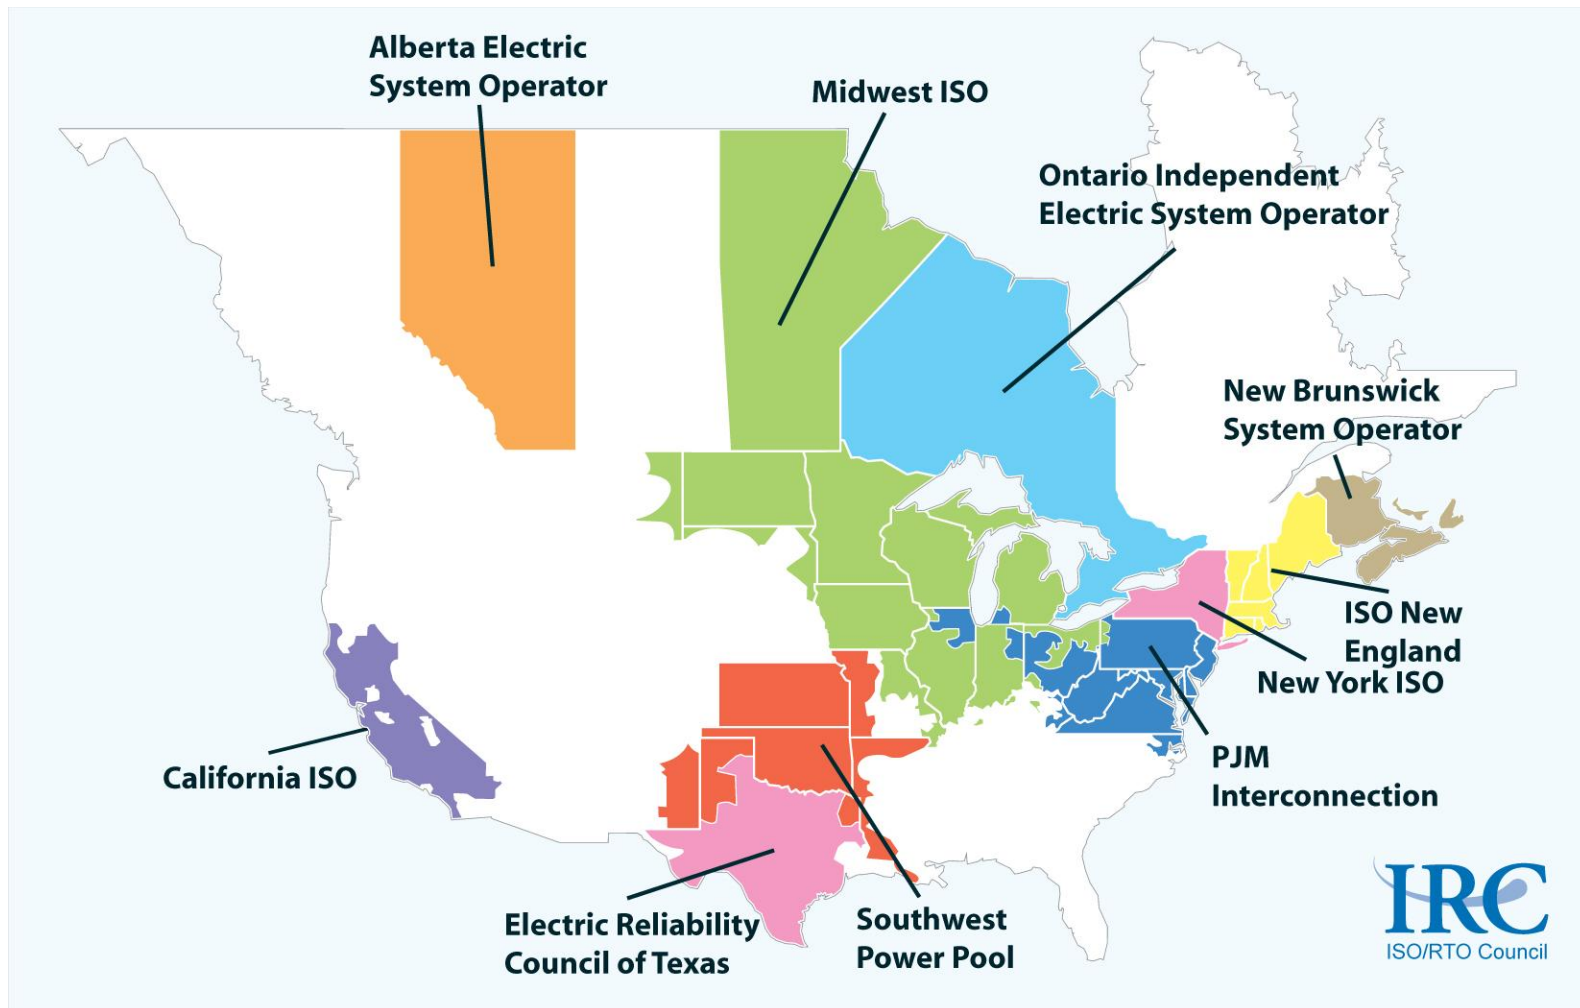 Alberta Electric
System Operator
Midwest ISO
Ontario Independent
Electric System Operator
New Brunswick
System Operator
ISO New
England
New York ISO
PJM
Interconnection
California ISO
Electric Reliability
Council of Texas
Southwest
Power Pool
IRC
ISO/RTO Council